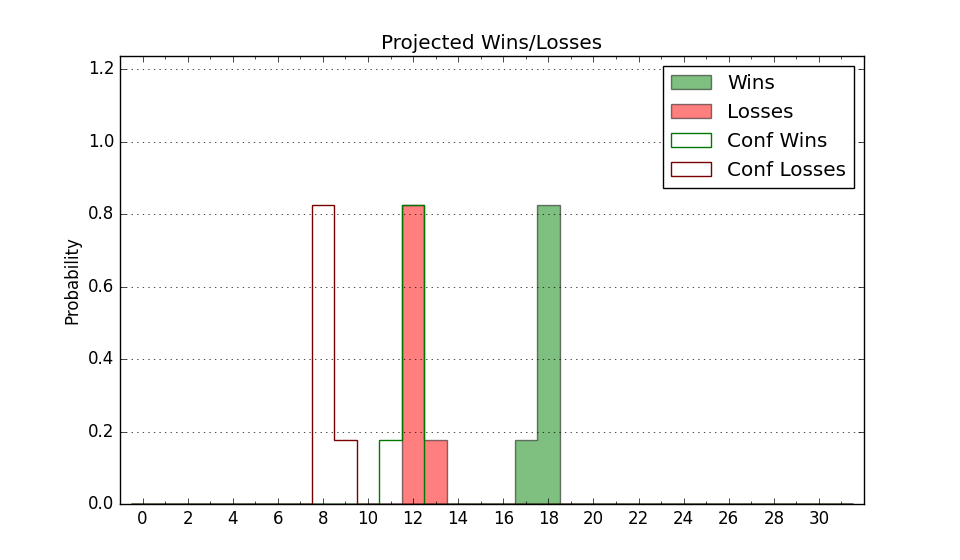 Projected Wins/Losses
1.2
1.0
0.8
0.6
0.4
0.2
0.0
Probability
Wins
Losses
Conf Wins
Conf Losses
0 2 4 6 8 10 12 14 16 18 20 22 24 26 28 30